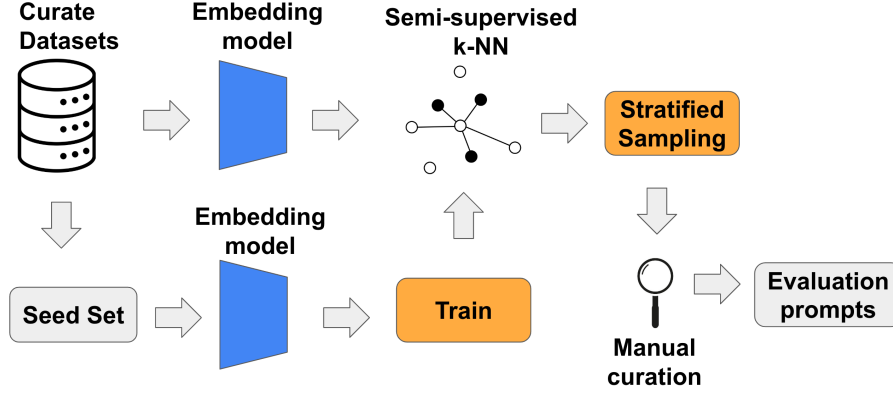 Curate
Datasets
Embedding
model
Semi-supervised
k-NN
Stratified
Sampling
Embedding
model
Seed Set
Train
Manual
curation
Evaluation
prompts